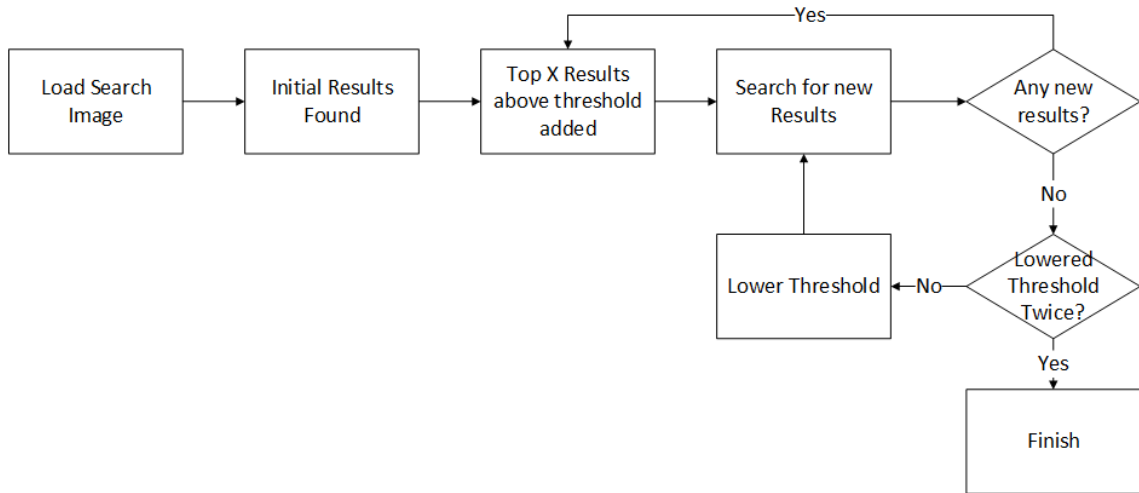 Yes
Load Search
Image
Initial Results
Found
Top X Results
above threshold
added
Search for new
Results
Any new
results?
No
Lower Threshold
No
Lowered
Threshold
Twice?
Yes
Finish